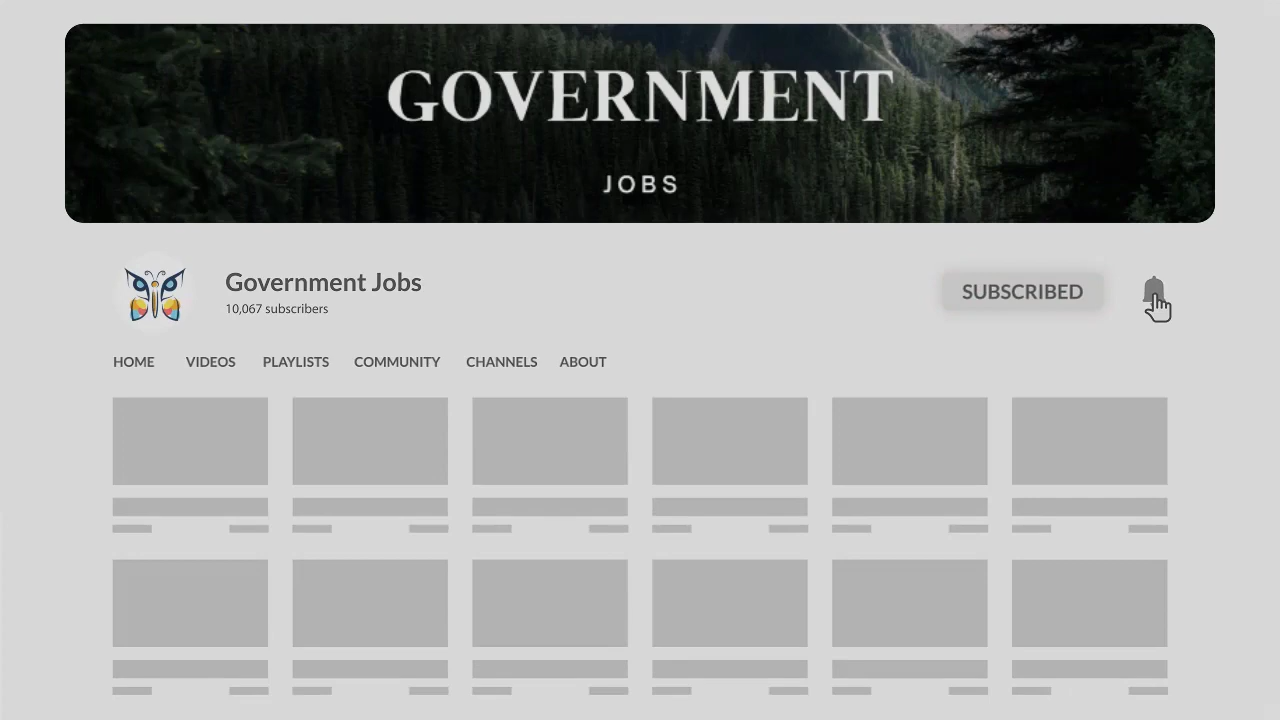 GOVERNMENT
JOBS
Government Jobs
10,067 subscribers
SUBSCRIBED
HOME VIDEOS PLAYLISTS COMMUNITY CHANNELS ABOUT